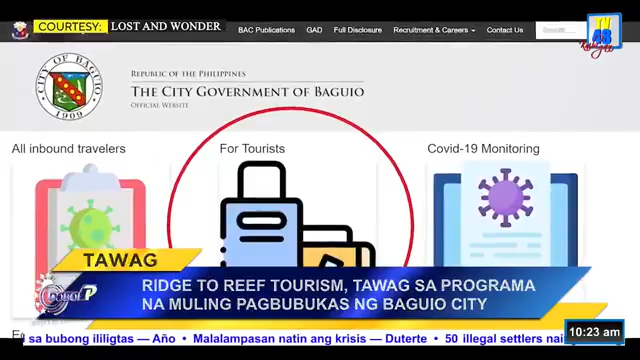 COURTESY: LOST AND WONDER
BAC Publications GAD Full Disclosure Recruitment & Careers Contact Us
TV 48
CITY OF BAGUIO
1909
REPUBLIC OF THE PHILIPPINES
THE CITY GOVERNMENT OF BAGUIO
OFFICIAL WEBSITE
All inbound travelers
For Tourists
Covid-19 Monitoring
TAWAG
RIDGE TO REEF TOURISM, TAWAG SA PROGRAMA
NA MULING PAGBUBUKAS NG BAGUIO CITY
10:23 am
sa bubong ililigtas — Año • Malalampasan natin ang krisis — Duterte • 50 illegal settlers